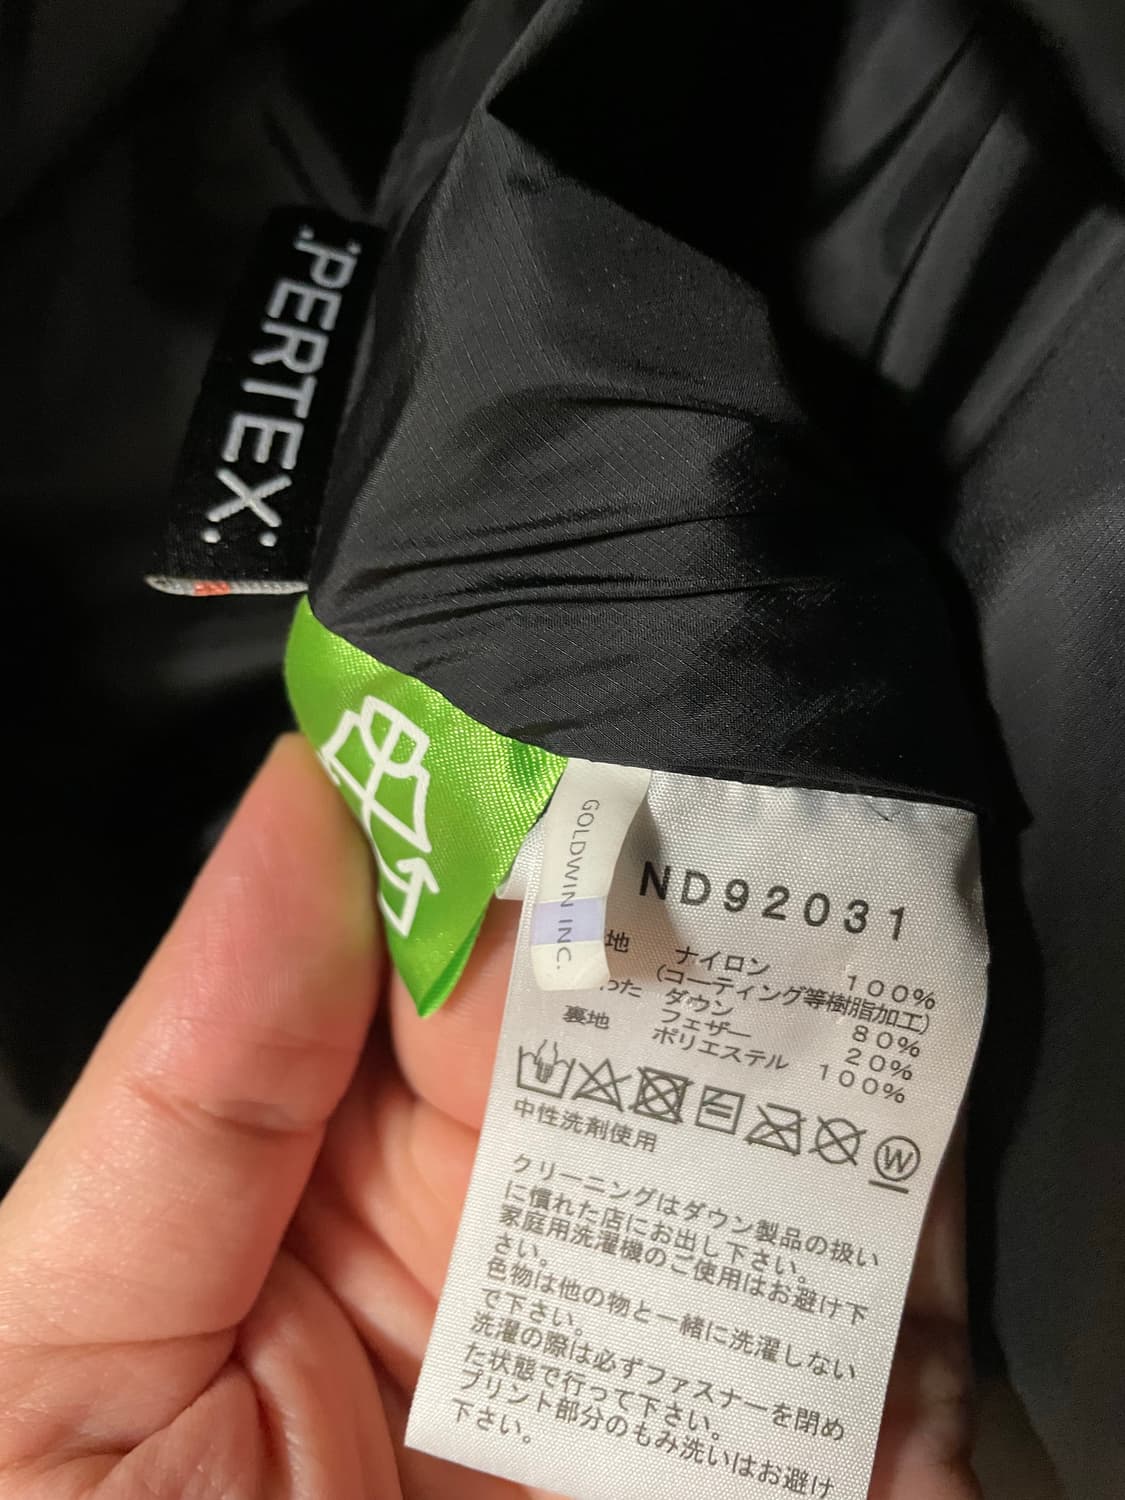 PERTEX
GOLDWIN INC.
ND92031
地 ナイロン 100%
(コーティング等樹脂加工)
った ダウン 80%
フェザー 20%
裏地 ポリエステル 100%
W
中性洗剤使用
クリーニングはダウン製品の扱い
に慣れた店にお出し下さい。
家庭用洗濯機のご使用はお避け下
さい。
色物は他の物と一緒に洗濯しない
で下さい。
洗濯の際は必ずファスナーを閉め
た状態で行って下さい。
プリント部分のもみ洗いはお避け
下さい。